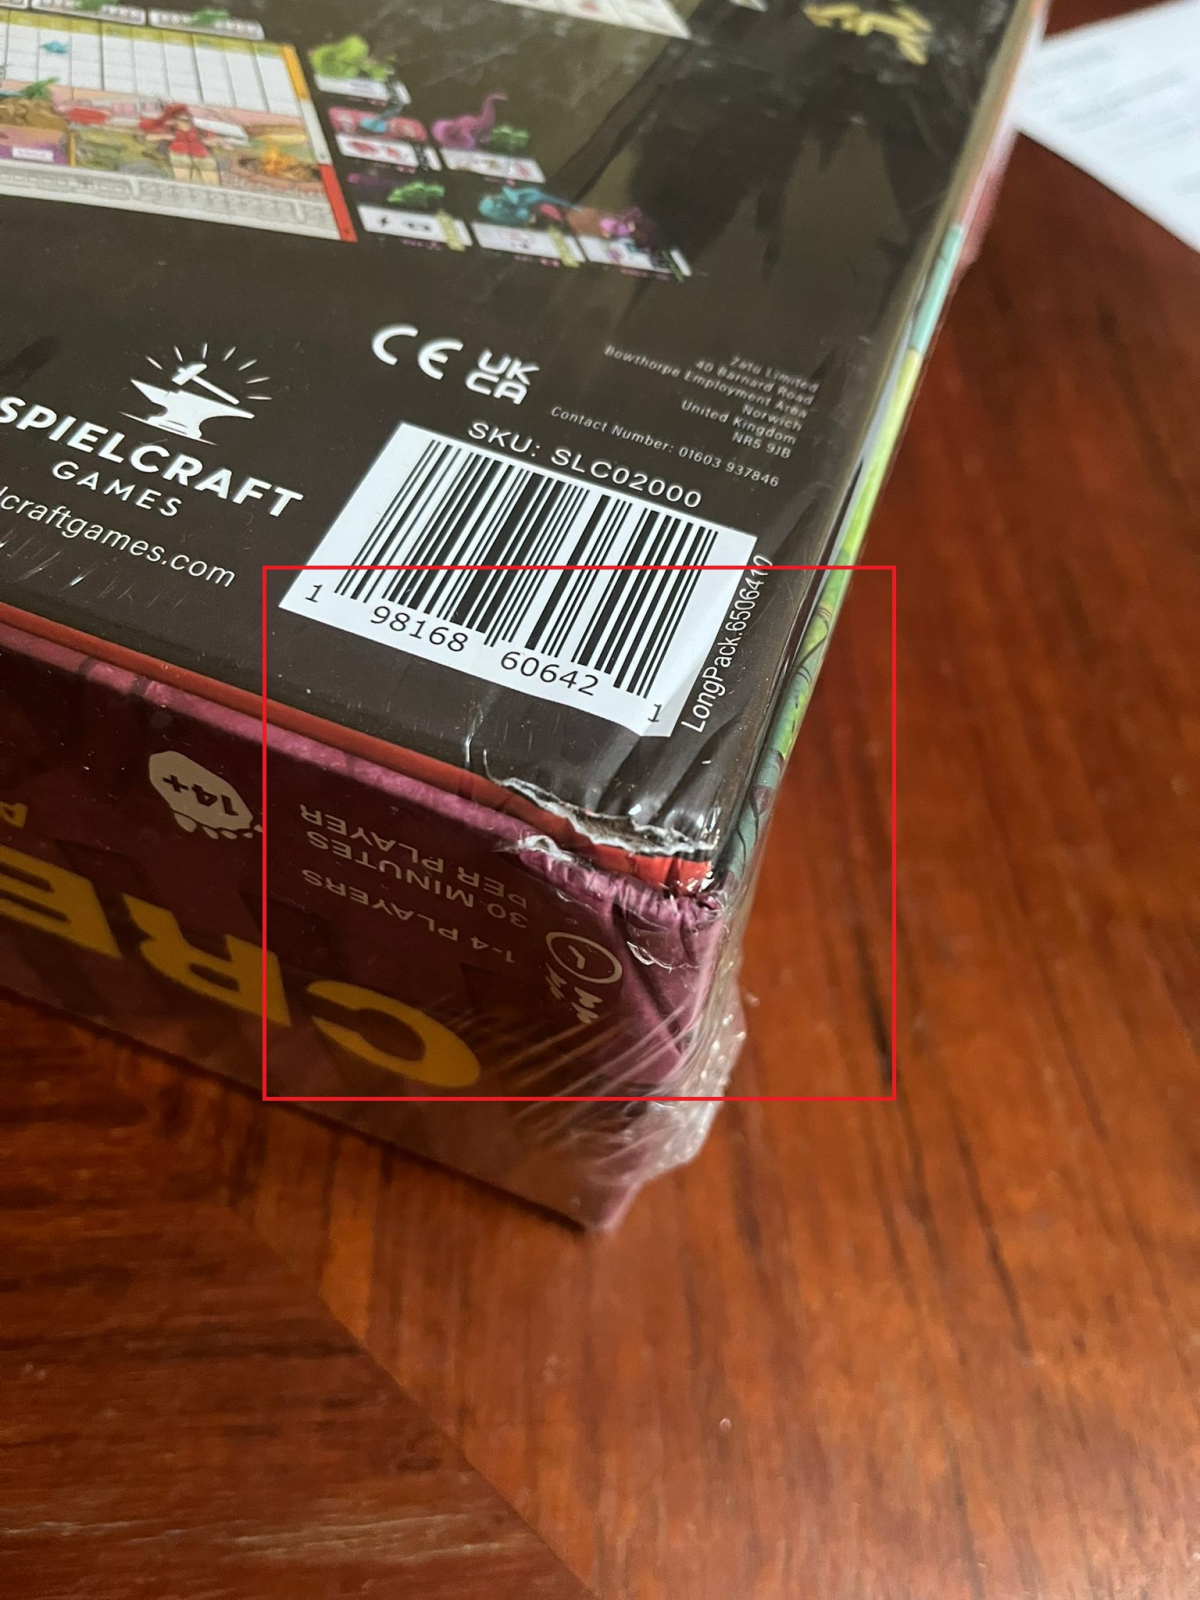 SPIELCRAFT
GAMES
lcraftgames.com
CE UK
CA
Zatu Limited
40 Barnard Road
Bowthorpe Employment Area
Norwich
United Kingdom
NR5 9JB
Contact Number: 01603 937846
SKU: SLC02000
1 98168 60642 1
LongPack.6506410
14+
30 MINUTES
PER PLAYER
1-4 PLAYERS
CRE